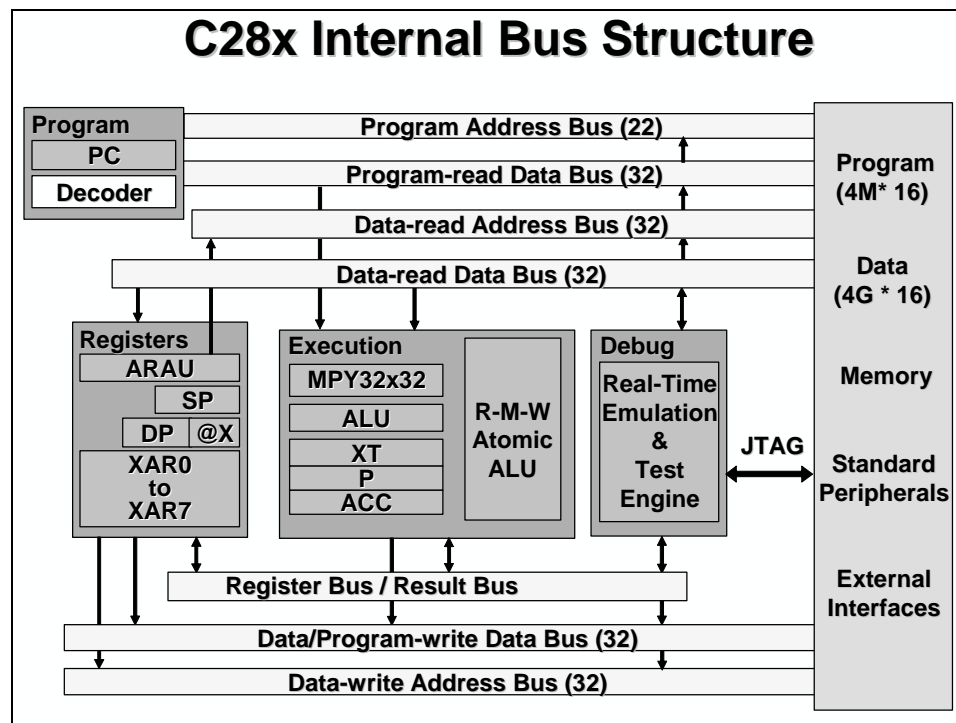 C28x Internal Bus Structure
Program
PC
Decoder
Program Address Bus (22)
Program-read Data Bus (32)
Data-read Address Bus (32)
Data-read Data Bus (32)
Program
(4M* 16)
Data
(4G * 16)
Memory
Standard
Peripherals
External
Interfaces
Registers
ARAU
SP
DP
@X
XAR0
to
XAR7
Execution
MPY32x32
ALU
XT
P
ACC
R-M-W
Atomic
ALU
Debug
Real-Time
Emulation
&
Test
Engine
JTAG
Register Bus / Result Bus
Data/Program-write Data Bus (32)
Data-write Address Bus (32)